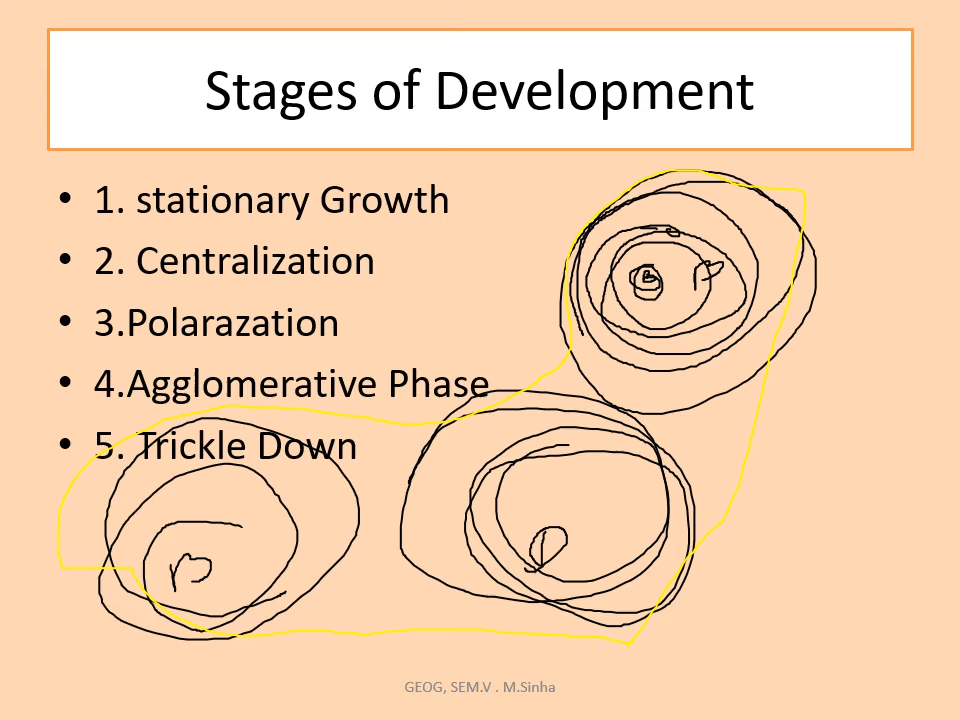 Stages of Development
• 1. stationary Growth
• 2. Centralization
• 3.Polarazation
• 4.Agglomerative Phase
• 5. Trickle Down
P
P
P
GEOG, SEM.V . M.Sinha